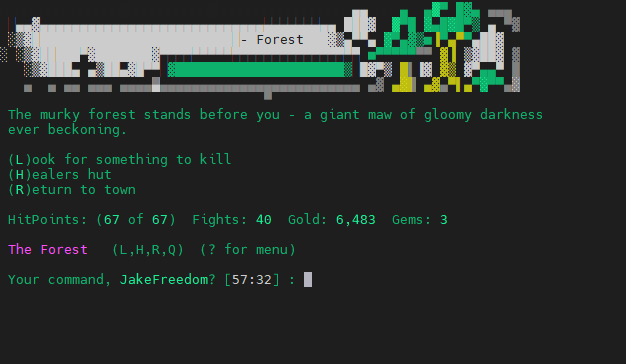 - Forest
The murky forest stands before you - a giant maw of gloomy darkness
ever beckoning.
(L)ook for something to kill
(H)ealers hut
(R)eturn to town
HitPoints: (67 of 67) Fights: 40 Gold: 6,483 Gems: 3
The Forest (L,H,R,Q) (? for menu)
Your command, JakeFreedom? [57:32] :